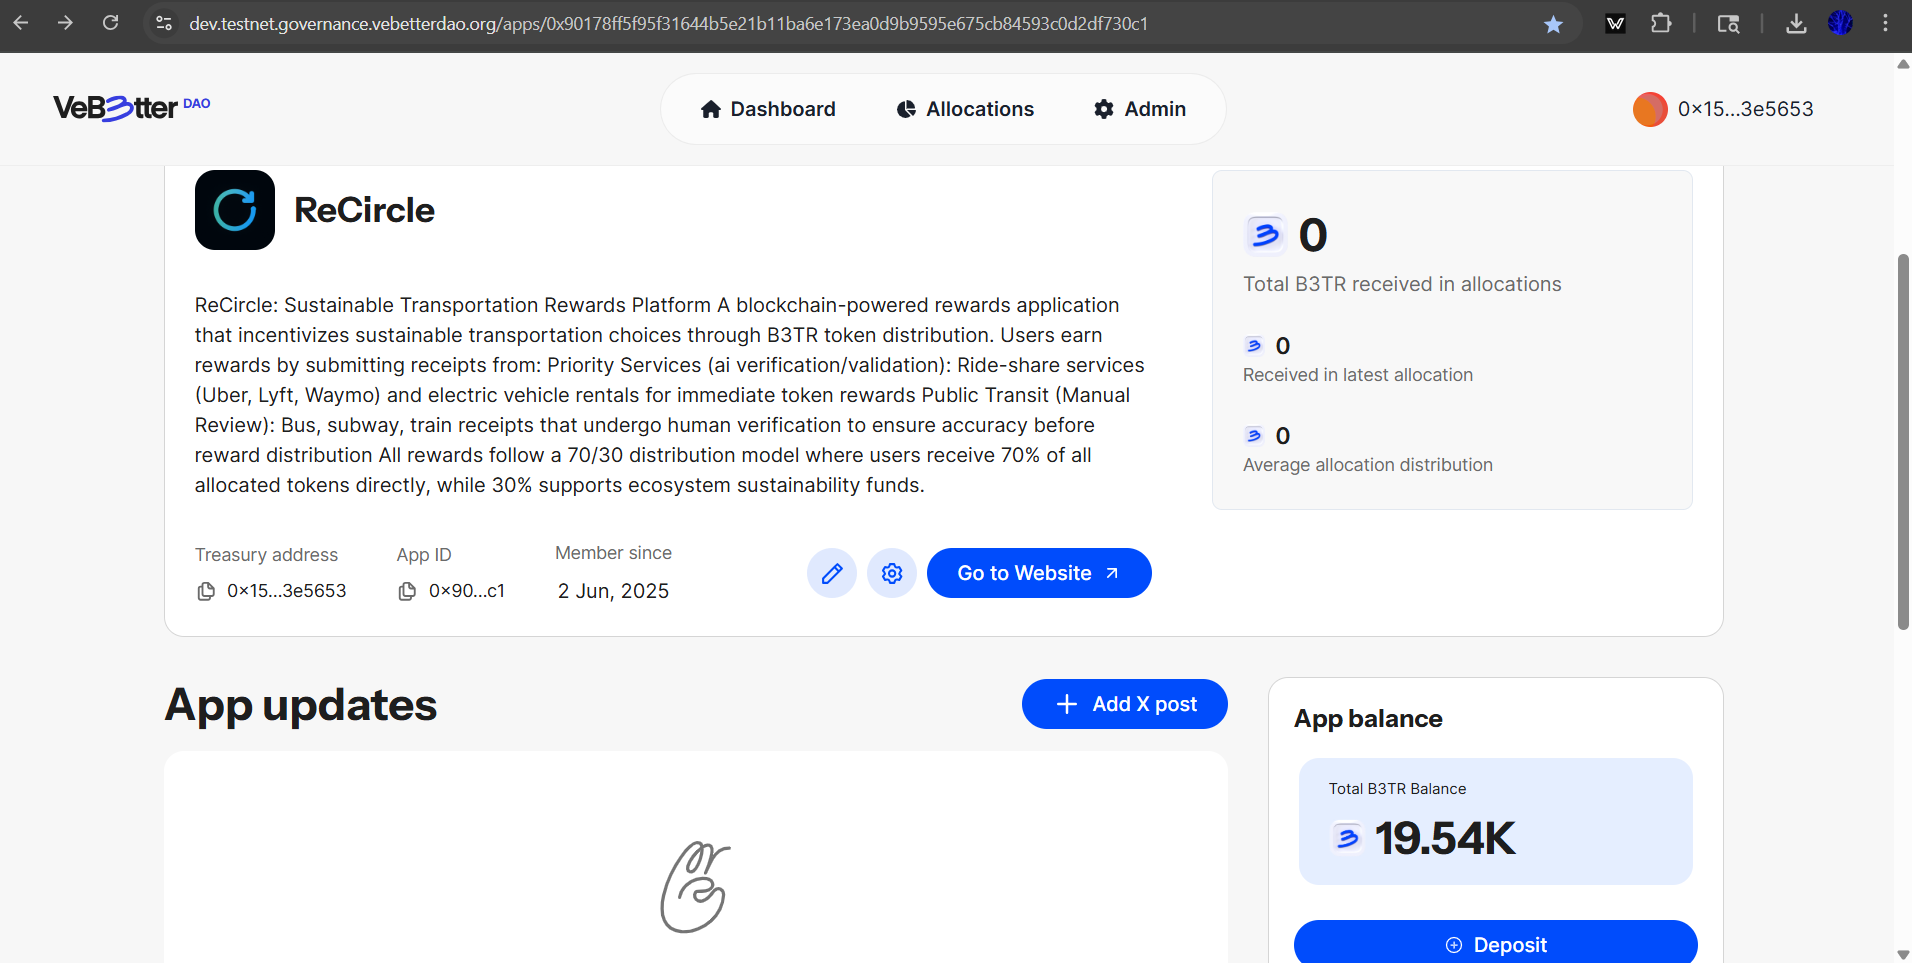 dev.testnet.governance.vebetterdao.org/apps/0x90178ff5f95f31644b5e21b11ba6e173ea0d9b9595e675cb84593c0d2df730c1
VeBetter DAO
Dashboard
Allocations
Admin
0×15...3e5653
ReCircle
ReCircle: Sustainable Transportation Rewards Platform A blockchain-powered rewards application
that incentivizes sustainable transportation choices through B3TR token distribution. Users earn
rewards by submitting receipts from: Priority Services (ai verification/validation): Ride-share services
(Uber, Lyft, Waymo) and electric vehicle rentals for immediate token rewards Public Transit (Manual
Review): Bus, subway, train receipts that undergo human verification to ensure accuracy before
reward distribution All rewards follow a 70/30 distribution model where users receive 70% of all
allocated tokens directly, while 30% supports ecosystem sustainability funds.
Treasury address
0×15...3e5653
App ID
0×90...c1
Member since
2 Jun, 2025
Go to Website
0
Total B3TR received in allocations
0
Received in latest allocation
0
Average allocation distribution
App updates
Add X post
App balance
Total B3TR Balance
19.54K
Deposit